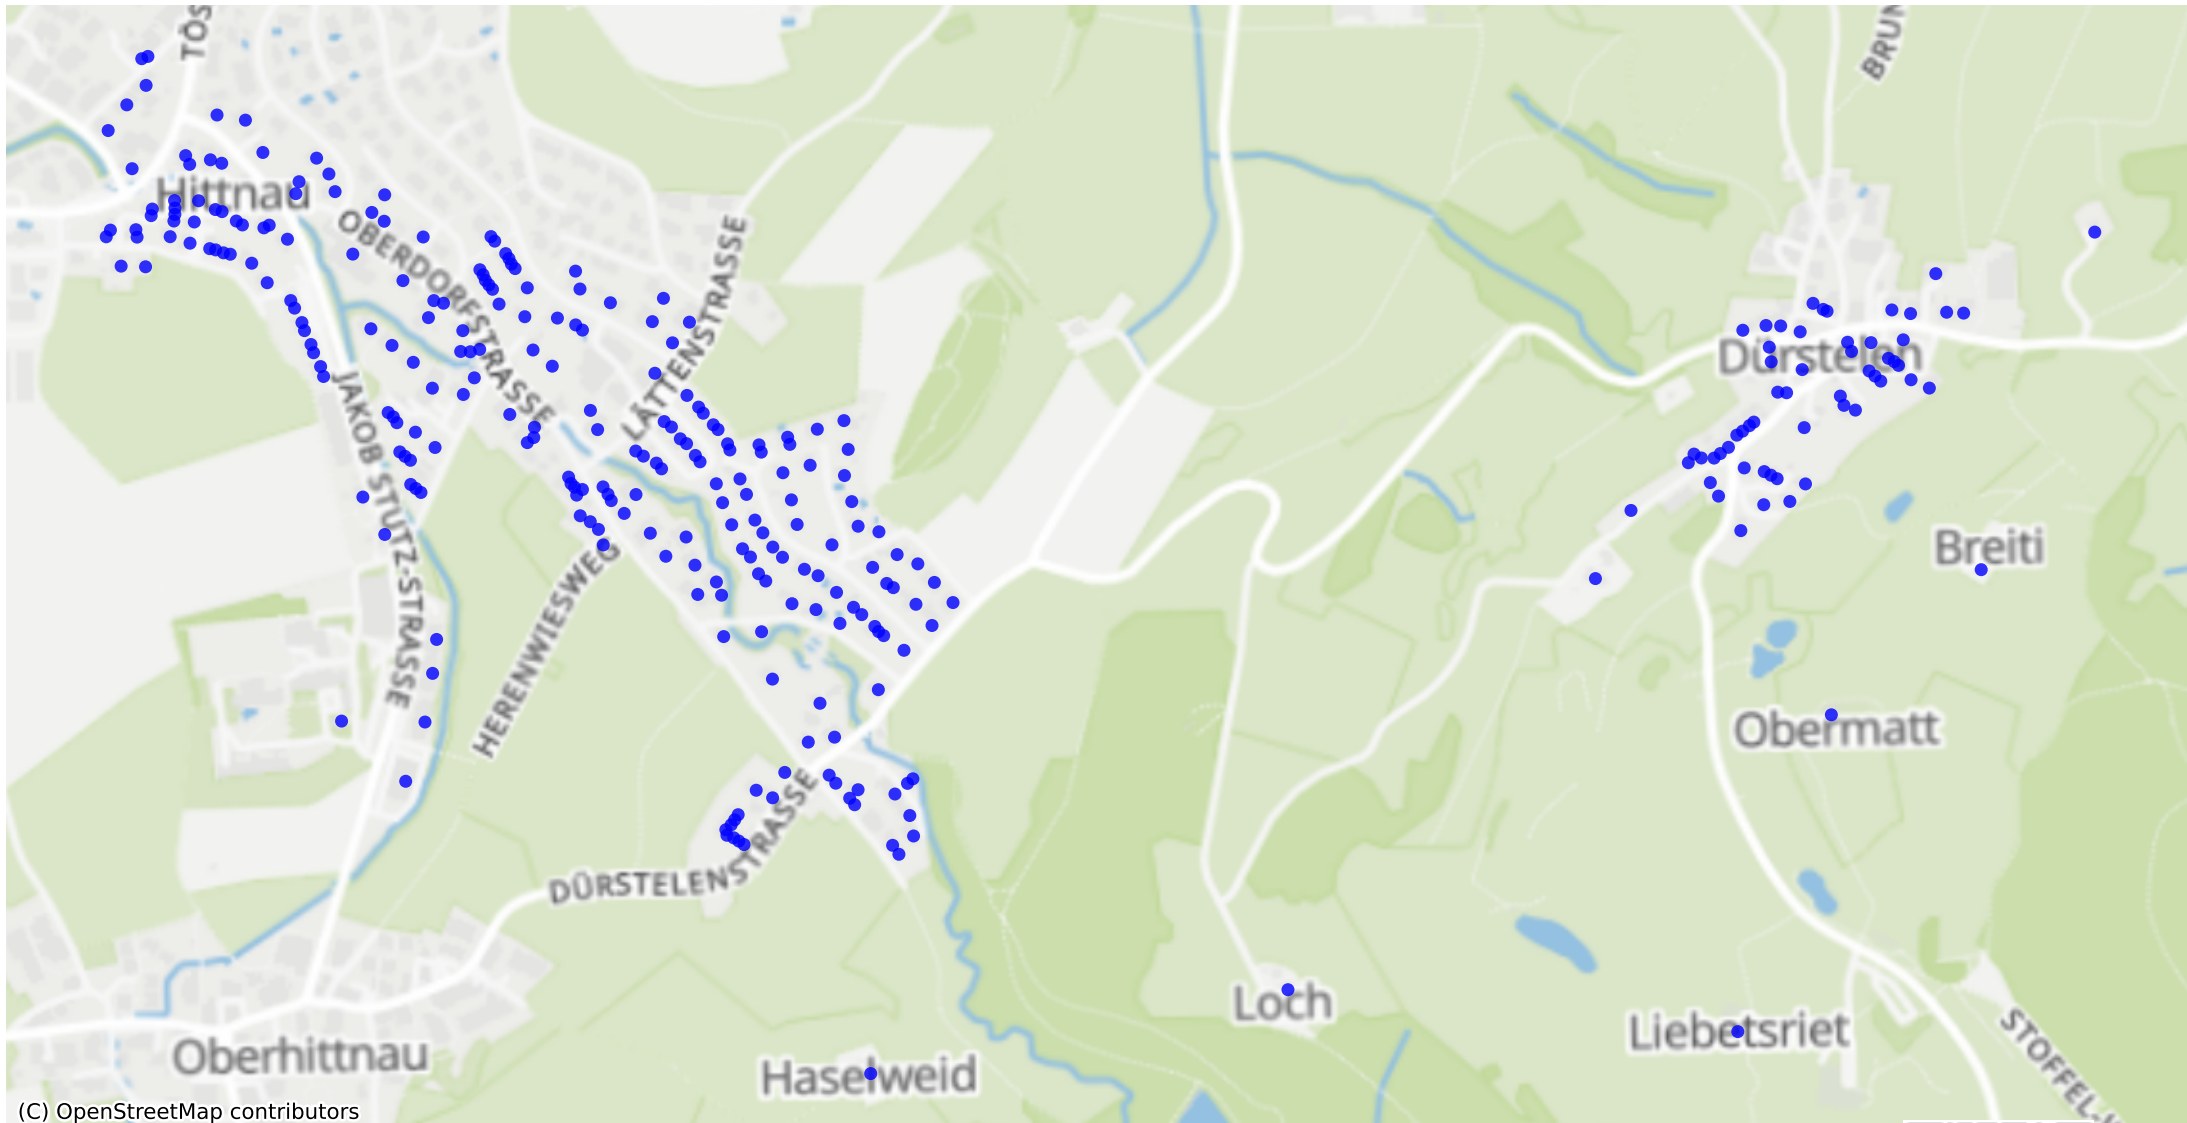 TÖS
BRUN
Hittnau
OBERDORFSTRASSE
LÄTTENSTRASSE
Dürstelen
JAKOB STUTZ-STRASSE
HERENWIESWEG
Breiti
Obermatt
DÜRSTELENSTRASSE
Loch
Liebetsriet
STOFFEL-
Oberhittnau
Haselweid
(C) OpenStreetMap contributors